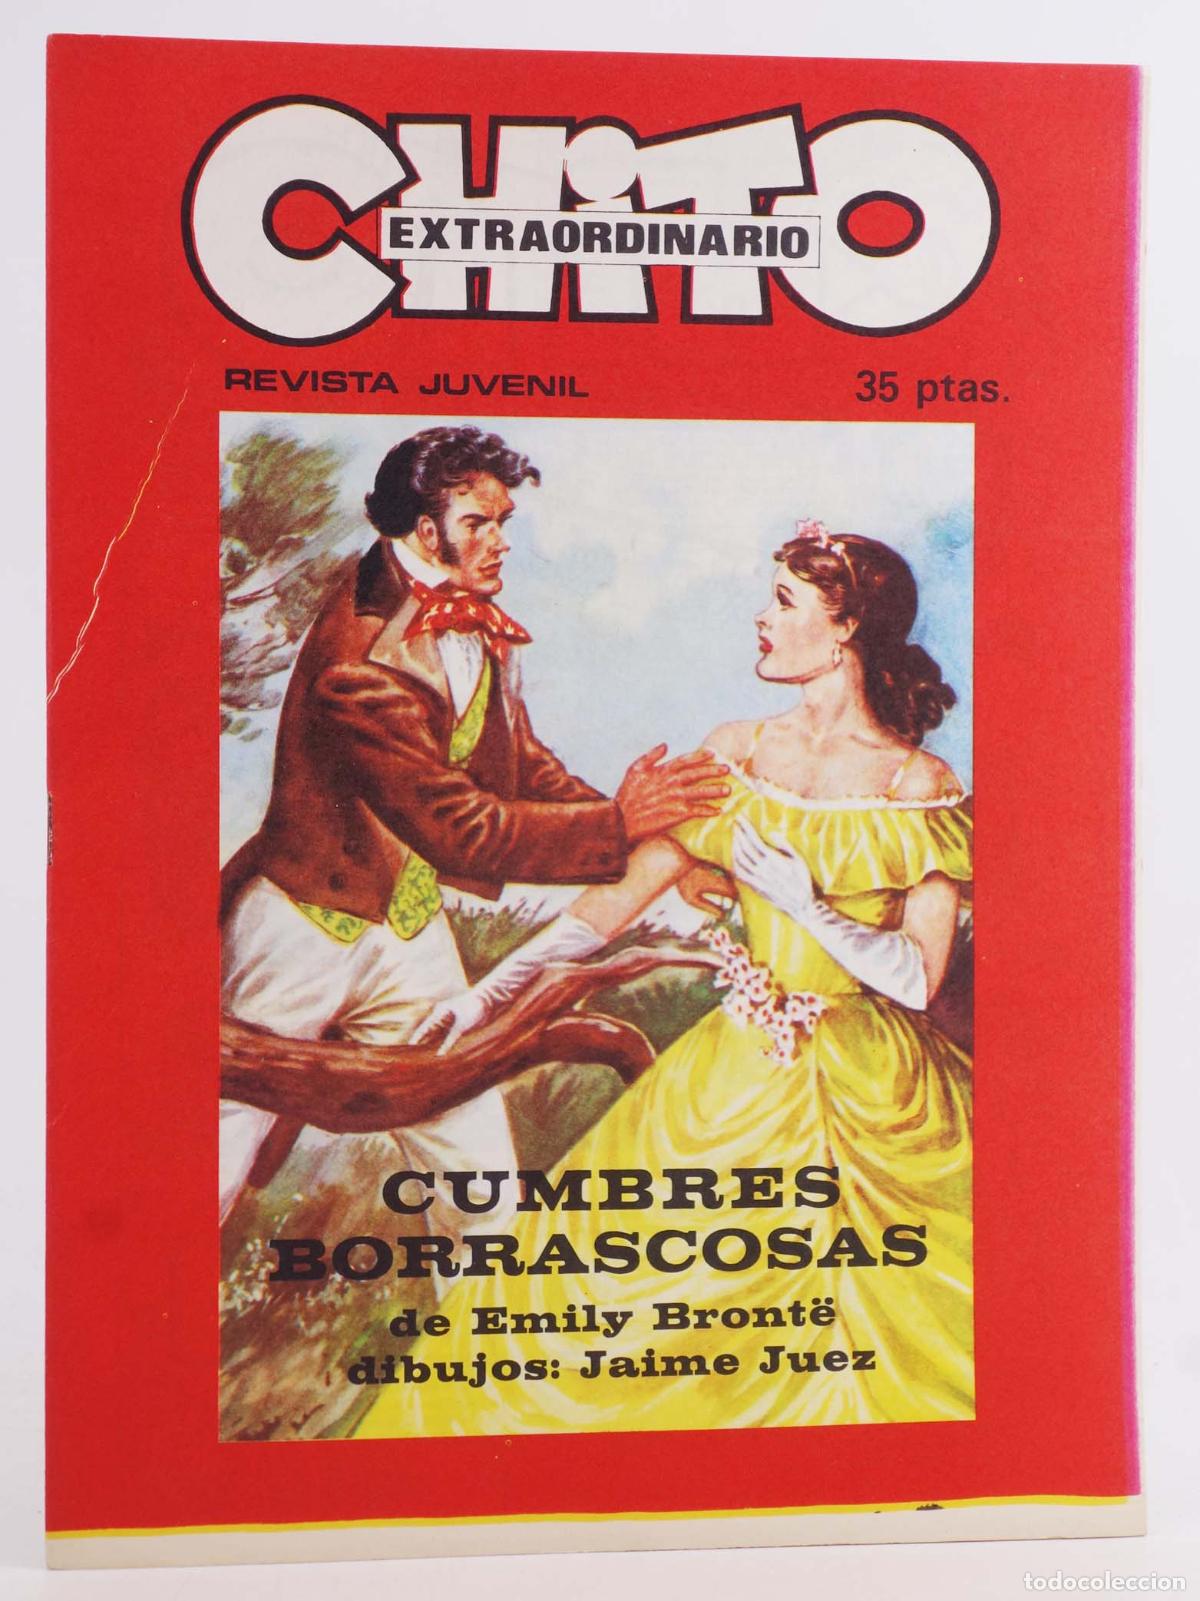 CHiTO
EXTRAORDINARIO
REVISTA JUVENIL 35 ptas.
CUMBRES
BORRASCOSAS
de Emily Brontë
dibujos: Jaime Juez
todocoleccion